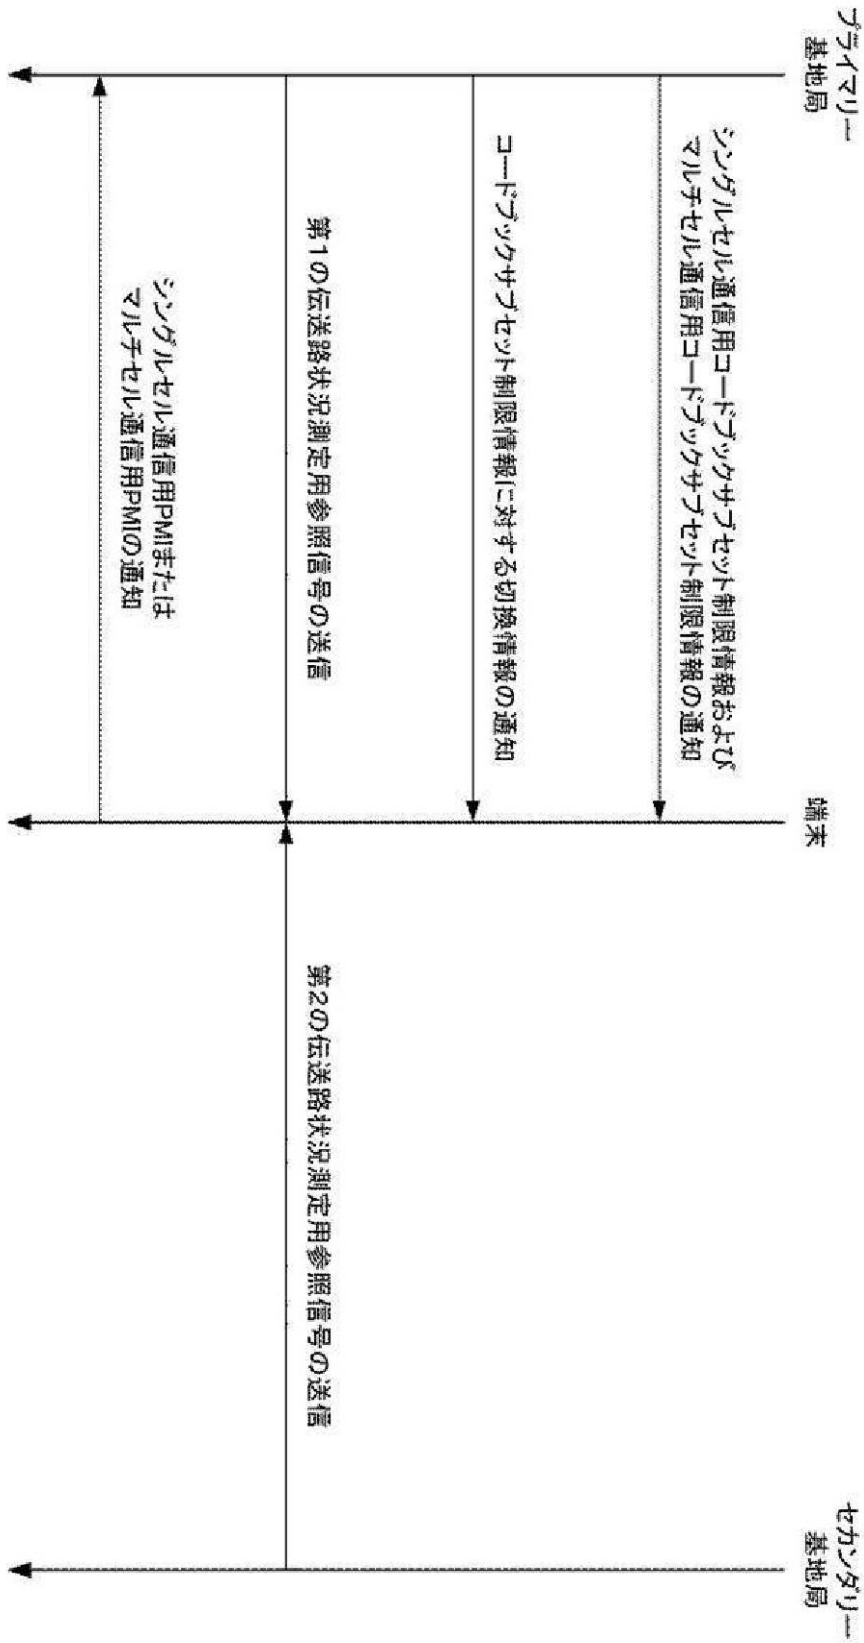 プライマリー
基地局
端末
セカンダリー
基地局
シングルセル通信用コードブックサブセット制限情報および
マルチセル通信用コードブックサブセット制限情報の通知
コードブックサブセット制限情報に対する切換情報の通知
第1の伝送路状況測定用参照信号の送信
第2の伝送路状況測定用参照信号の送信
シングルセル通信用PMIまたは
マルチセル通信用PMIの通知